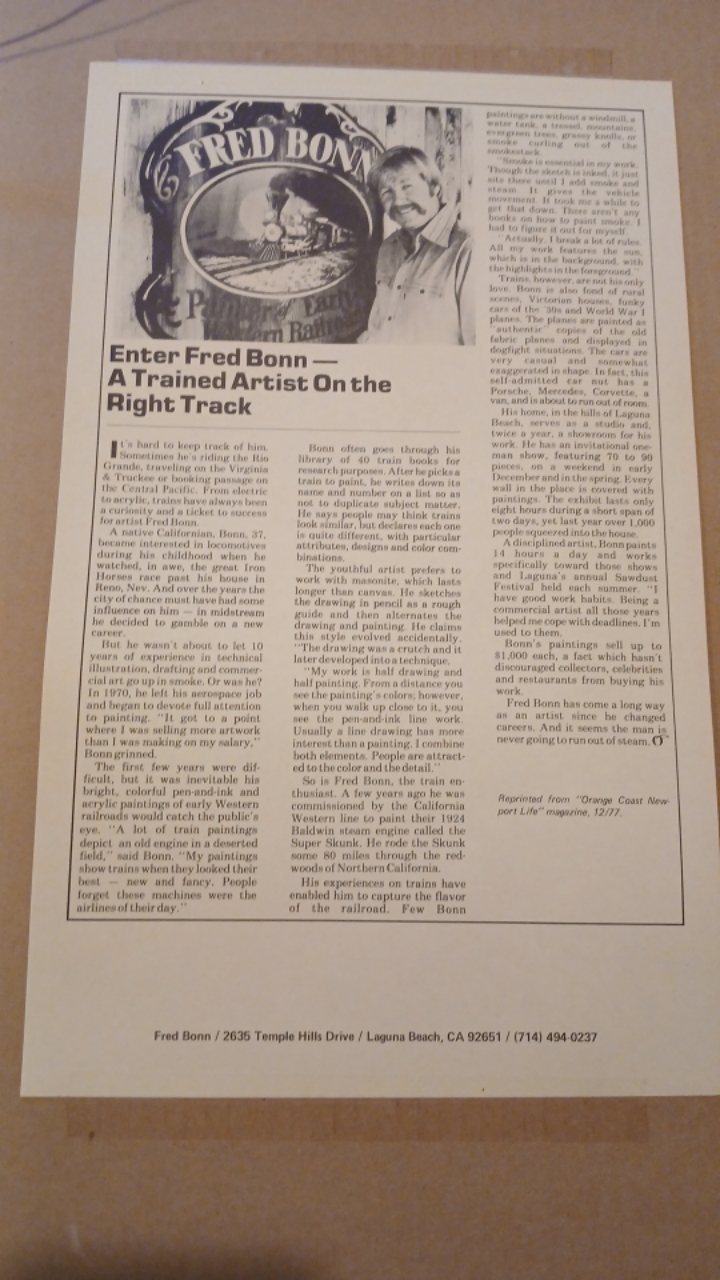 FRED BONN
Painter of Early
Western Railroads
Enter Fred Bonn —
A Trained Artist On the
Right Track
It's hard to keep track of him.
Sometimes he's riding the Rio
Grande, traveling on the Virginia
& Truckee or booking passage on
the Central Pacific. From electric
to acrylic, trains have always been
a curiosity and a ticket to success
for artist Fred Bonn.
A native Californian, Bonn, 37,
became interested in locomotives
during his childhood when he
watched, in awe, the great Iron
Horses race past his house in
Reno, Nev. And over the years the
city of chance must have had some
influence on him — in midstream
he decided to gamble on a new
career.
But he wasn't about to let 10
years of experience in technical
illustration, drafting and commer-
cial art go up in smoke. Or was he?
In 1970, he left his aerospace job
and began to devote full attention
to painting. "It got to a point
where I was selling more artwork
than I was making on my salary,"
Bonn grinned.
The first few years were dif-
ficult, but it was inevitable his
bright, colorful pen-and-ink and
acrylic paintings of early Western
railroads would catch the public's
eye. "A lot of train paintings
depict an old engine in a deserted
field," said Bonn. "My paintings
show trains when they looked their
best — new and fancy. People
forget these machines were the
airlines of their day."
Bonn often goes through his
library of 40 train books for
research purposes. After he picks a
train to paint, he writes down its
name and number on a list so as
not to duplicate subject matter.
He says people may think trains
look similar, but declares each one
is quite different, with particular
attributes, designs and color com-
binations.
The youthful artist prefers to
work with masonite, which lasts
longer than canvas. He sketches
the drawing in pencil as a rough
guide and then alternates the
drawing and painting. He claims
this style evolved accidentally.
"The drawing was a crutch and it
later developed into a technique.
"My work is half drawing and
half painting. From a distance you
see the painting's colors; however,
when you walk up close to it, you
see the pen-and-ink line work.
Usually a line drawing has more
interest than a painting. I combine
both elements. People are attract-
ed to the color and the detail."
So is Fred Bonn, the train en-
thusiast. A few years ago he was
commissioned by the California
Western line to paint their 1924
Baldwin steam engine called the
Super Skunk. He rode the Skunk
some 80 miles through the red-
woods of Northern California.
His experiences on trains have
enabled him to capture the flavor
of the railroad. Few Bonn
paintings are without a windmill, a
water tank, a tressel, mountains,
evergreen trees, grassy knolls, or
smoke curling out of the
smokestack.
"Smoke is essential in my work.
Though the sketch is inked, it just
sits there until I add smoke and
steam. It gives the vehicle
movement. It took me a while to
get that down. There aren't any
books on how to paint smoke. I
had to figure it out for myself.
"Actually, I break a lot of rules.
All my work features the sun,
which is in the background, with
the highlights in the foreground."
Trains, however, are not his only
love. Bonn is also fond of rural
scenes, Victorian houses, funky
cars of the '30s and World War I
planes. The planes are painted as
"authentic" copies of the old
fabric planes and displayed in
dogfight situations. The cars are
very casual and somewhat
exaggerated in shape. In fact, this
self-admitted car nut has a
Porsche, Mercedes, Corvette, a
van, and is about to run out of room.
His home, in the hills of Laguna
Beach, serves as a studio and,
twice a year, a showroom for his
work. He has an invitational one-
man show, featuring 70 to 90
pieces, on a weekend in early
December and in the spring. Every
wall in the place is covered with
paintings. The exhibit lasts only
eight hours during a short span of
two days, yet last year over 1,000
people squeezed into the house.
A disciplined artist, Bonn paints
14 hours a day and works
specifically toward those shows
and Laguna's annual Sawdust
Festival held each summer. "I
have good work habits. Being a
commercial artist all those years
helped me cope with deadlines. I'm
used to them."
Bonn's paintings sell up to
$1,000 each, a fact which hasn't
discouraged collectors, celebrities
and restaurants from buying his
work.
Fred Bonn has come a long way
as an artist since he changed
careers. And it seems the man is
never going to run out of steam.
Reprinted from "Orange Coast New-
port Life" magazine, 12/77.
Fred Bonn / 2635 Temple Hills Drive / Laguna Beach, CA 92651 / (714) 494-0237